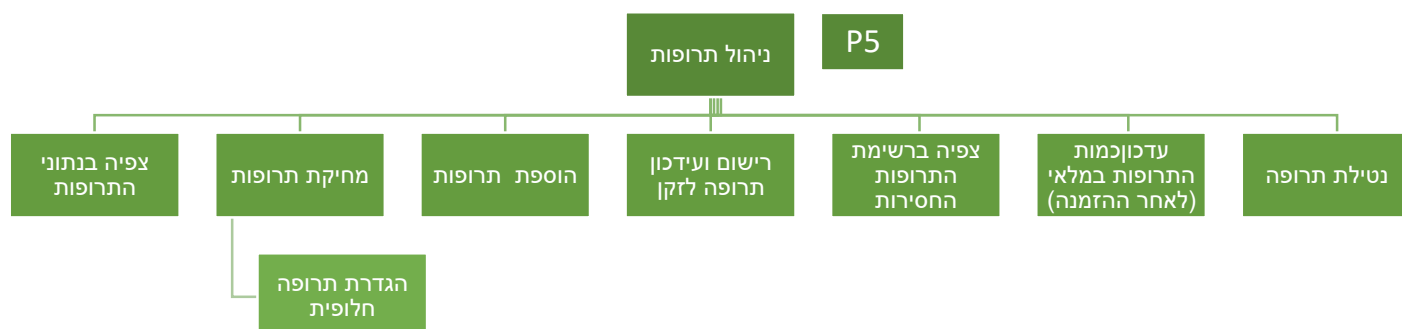 ניהול תרופות
P5
נטילת תרופה
עדכוןכמות
התרופות במלאי
(לאחר ההזמנה)
צפיה ברשימת
התרופות
החסירות
רישום ועידכון
תרופה לזקן
הוספת תרופות
מחיקת תרופות
צפיה בנתוני
התרופות
הגדרת תרופה
חלופית